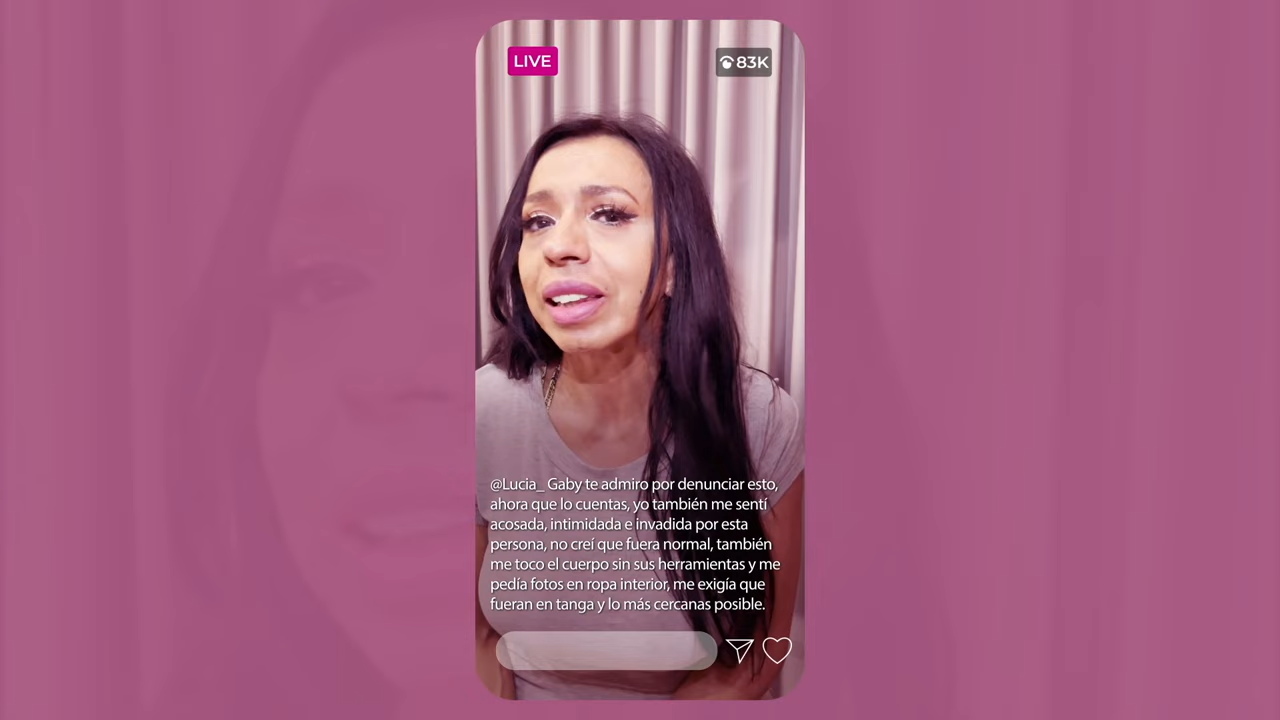 LIVE
83K
@Lucia_ Gaby te admiro por denunciar esto,
ahora que lo cuentas, yo también me sentí
acosada, intimidada e invadida por esta
persona, no creí que fuera normal, también
me toco el cuerpo sin sus herramientas y me
pedía fotos en ropa interior, me exigía que
fueran en tanga y lo más cercanas posible.